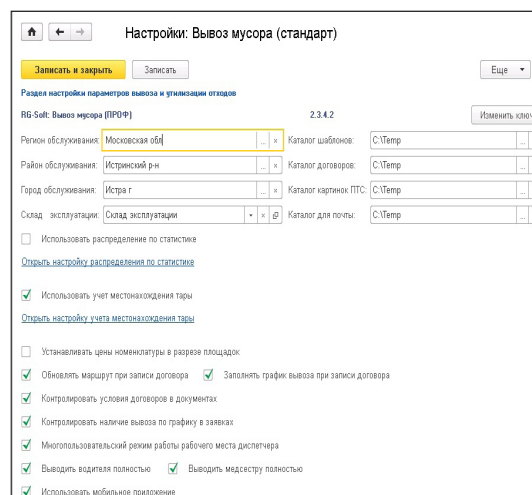 Настройки: Вывоз мусора (стандарт)
Записать и закрыть Записать Еще
Раздел настройки параметров вывоза и утилизации отходов
RG-Soft: Вывоз мусора (ПРОФ) 2.3.4.2 Изменить ключ
Регион обслуживания: Московская обл ... × Каталог шаблонов: C:\Temp ...
Район обслуживания: Истринский р-н ... × Каталог договоров: C:\Temp ...
Город обслуживания: Истра г ... × Каталог картинок ПТС: C:\Temp ...
Склад эксплуатации: Склад эксплуатации × Каталог для почты: C:\Temp ...
Использовать распределение по статистике
Открыть настройку распределения по статистике
Использовать учет местонахождения тары
Открыть настройку учета местонахождения тары
Устанавливать цены номенклатуры в разрезе площадок
Обновлять маршрут при записи договора Заполнять график вывоза при записи договора
Контролировать условия договоров в документах
Контролировать наличие вывоза по графику в заявках
Многопользовательский режим работы рабочего места диспетчера
Выводить водителя полностью Выводить медсестру полностью
Использовать мобильное приложение